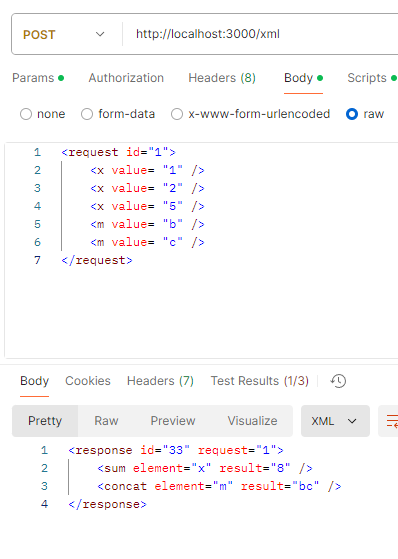 POST http://localhost:3000/xml
Params Authorization Headers (8) Body Scripts
none form-data x-www-form-urlencoded raw
1 <request id="1">
2 <x value= "1" />
3 <x value= "2" />
4 <x value= "5" />
5 <m value= "b" />
6 <m value= "c" />
7 </request>
Body Cookies Headers (7) Test Results (1/3)
Pretty Raw Preview Visualize XML
1 <response id="33" request="1">
2 <sum element="x" result="8" />
3 <concat element="m" result="bc" />
4 </response>